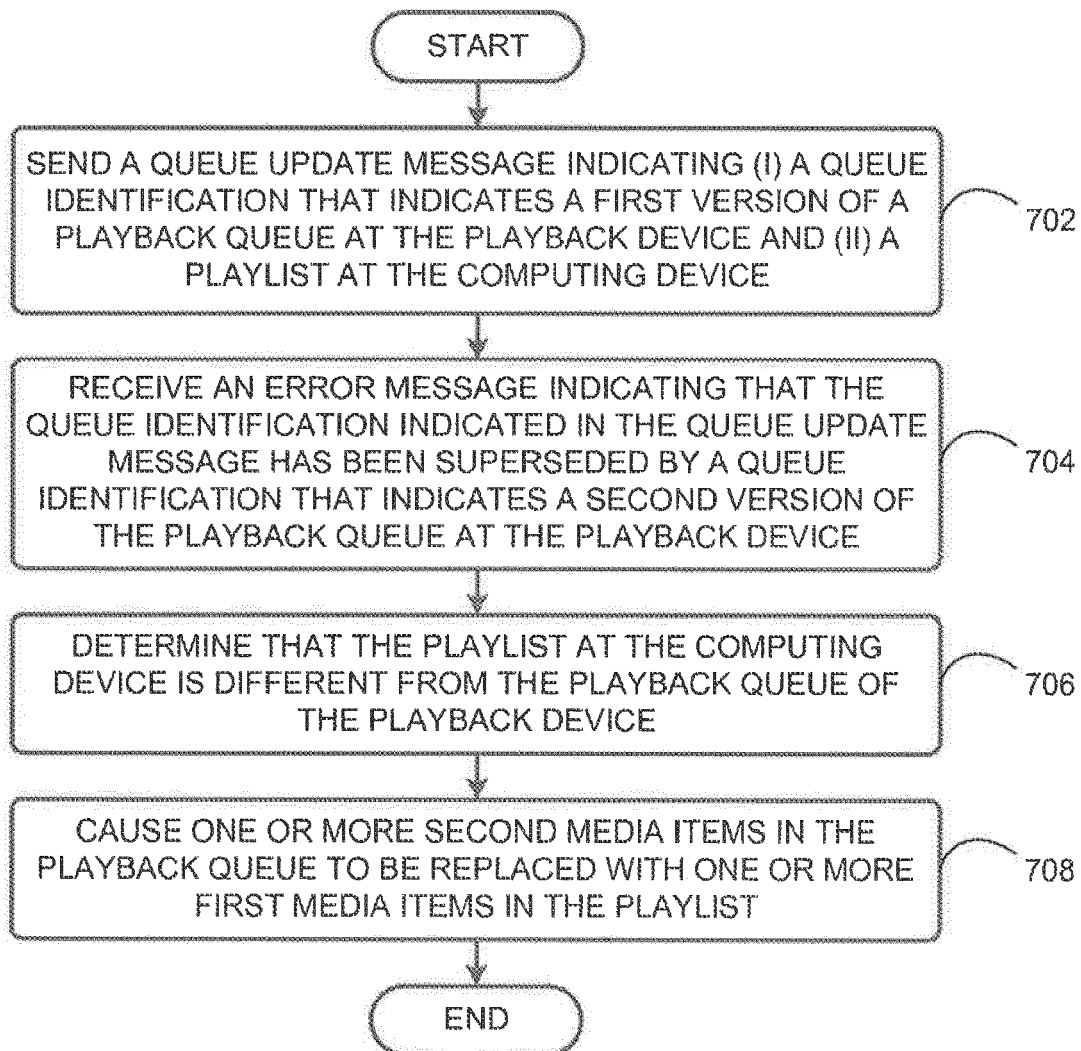 START
SEND A QUEUE UPDATE MESSAGE INDICATING (I) A QUEUE
IDENTIFICATION THAT INDICATES A FIRST VERSION OF A
PLAYBACK QUEUE AT THE PLAYBACK DEVICE AND (II) A
PLAYLIST AT THE COMPUTING DEVICE
702
RECEIVE AN ERROR MESSAGE INDICATING THAT THE
QUEUE IDENTIFICATION INDICATED IN THE QUEUE UPDATE
MESSAGE HAS BEEN SUPERSEDED BY A QUEUE
IDENTIFICATION THAT INDICATES A SECOND VERSION OF
THE PLAYBACK QUEUE AT THE PLAYBACK DEVICE
704
DETERMINE THAT THE PLAYLIST AT THE COMPUTING
DEVICE IS DIFFERENT FROM THE PLAYBACK QUEUE OF
THE PLAYBACK DEVICE
706
CAUSE ONE OR MORE SECOND MEDIA ITEMS IN THE
PLAYBACK QUEUE TO BE REPLACED WITH ONE OR MORE
FIRST MEDIA ITEMS IN THE PLAYLIST
708
END